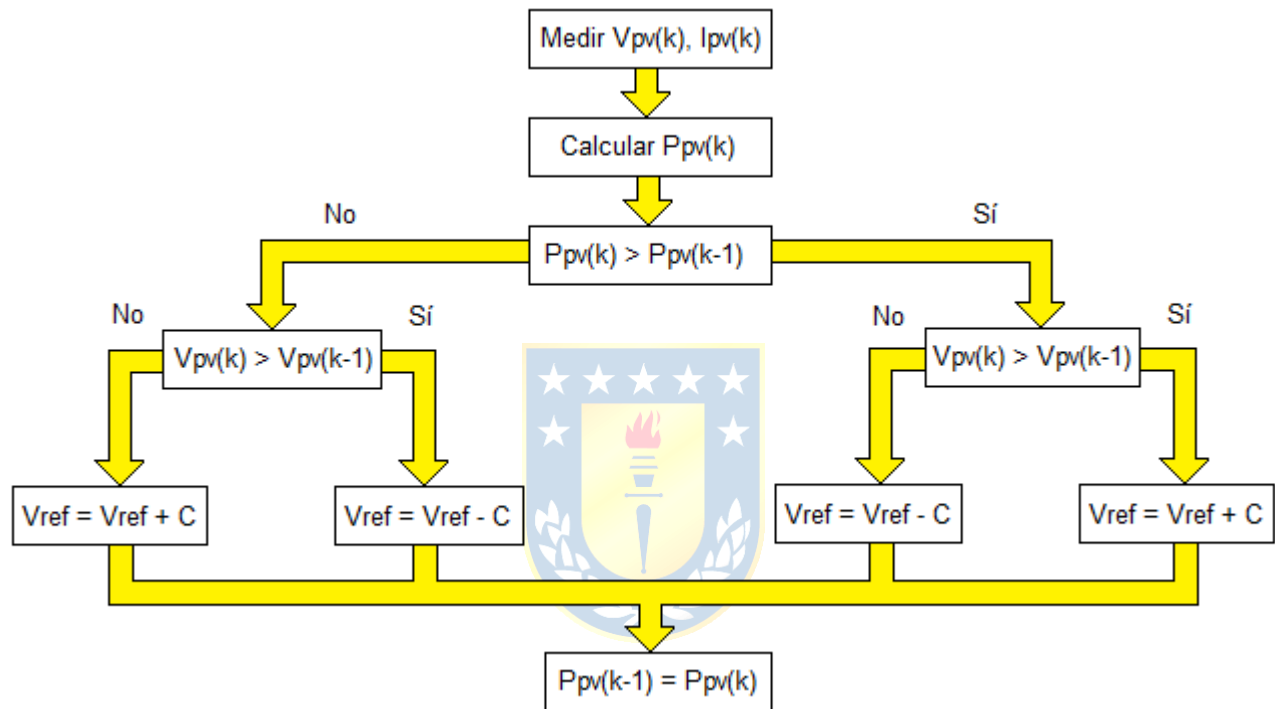 Medir Vpv(k), Ipv(k)
Calcular Ppv(k)
No
Sí
Ppv(k) > Ppv(k-1)
No
Sí
No
Sí
Vpv(k) > Vpv(k-1)
Vpv(k) > Vpv(k-1)
Vref = Vref + C
Vref = Vref - C
Vref = Vref - C
Vref = Vref + C
Ppv(k-1) = Ppv(k)